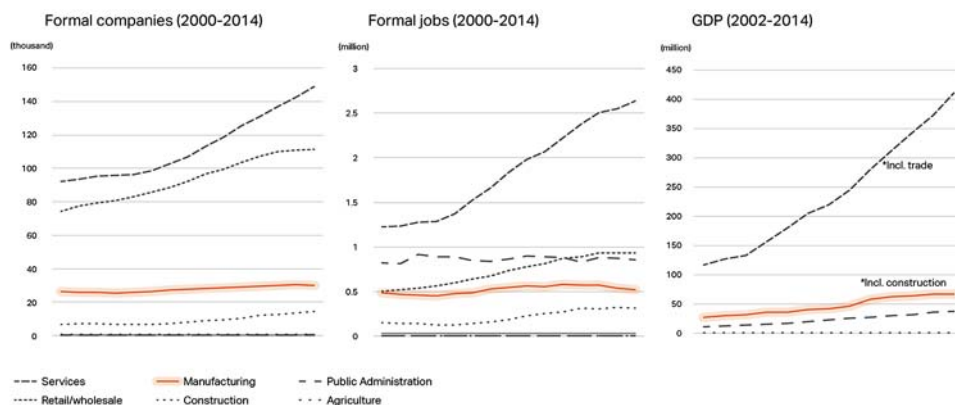 Formal companies (2000-2014)
(thousand)
160
140
120
100
80
60
40
20
0
Formal jobs (2000-2014)
(million)
3
2.5
2
1.5
1
0.5
0
GDP (2002-2014)
(million)
450
400
350
300
250
200
150
100
50
0
*Incl. trade
*Incl. construction
Services
Manufacturing
Public Administration
Retail/wholesale
Construction
Agriculture